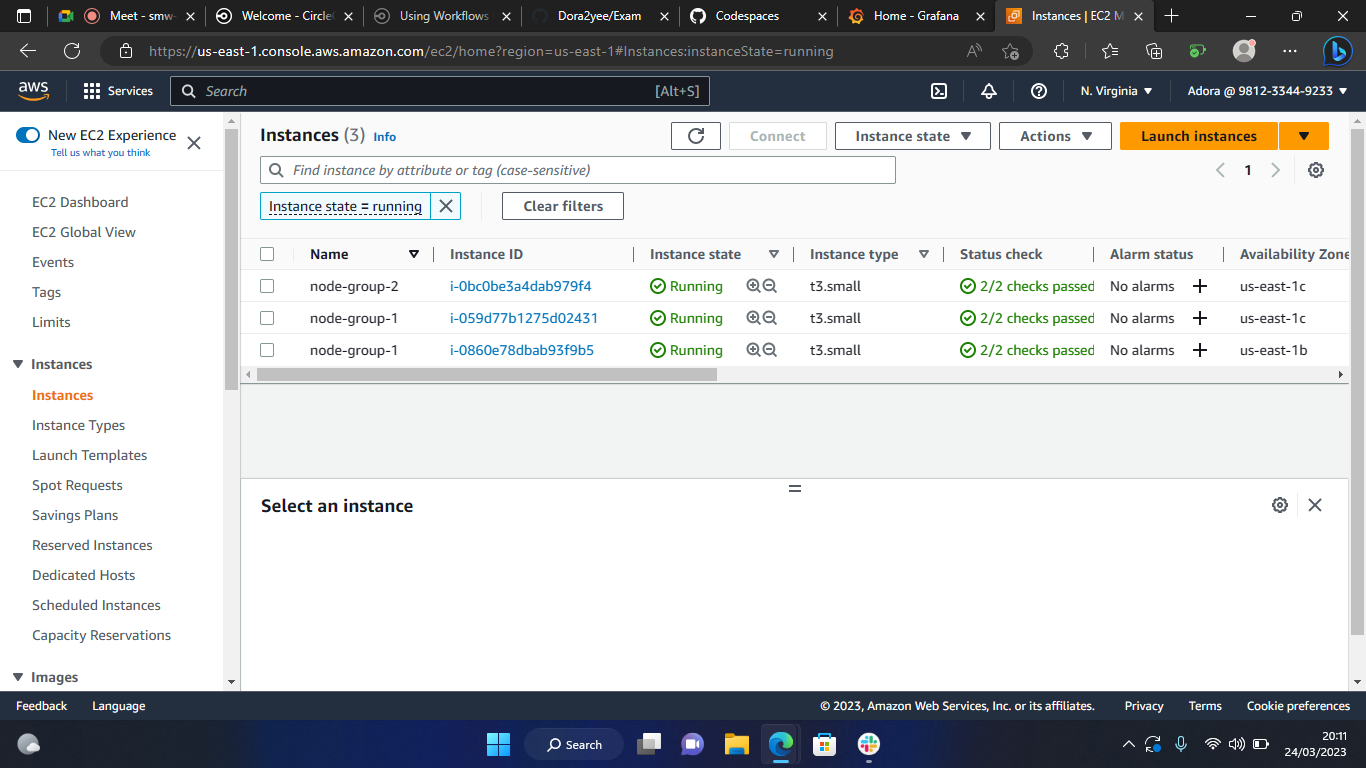 Meet - smw-
Welcome - CircleC
Using Workflows
Dora2yee/Exam
Codespaces
Home - Grafana
Instances | EC2 M
https://us-east-1.console.aws.amazon.com/ec2/home?region=us-east-1#Instances:instanceState=running
aws
Services
Search
[Alt+S]
N. Virginia
Adora @ 9812-3344-9233
New EC2 Experience
Tell us what you think
EC2 Dashboard
EC2 Global View
Events
Tags
Limits
Instances
Instances
Instance Types
Launch Templates
Spot Requests
Savings Plans
Reserved Instances
Dedicated Hosts
Scheduled Instances
Capacity Reservations
Images
Instances (3) Info
Connect
Instance state
Actions
Launch instances
Find instance by attribute or tag (case-sensitive)
1
Instance state = running
Clear filters
Name Instance ID Instance state Instance type Status check Alarm status Availability Zone
node-group-2 i-0bc0be3a4dab979f4 Running t3.small 2/2 checks passed No alarms us-east-1c
node-group-1 i-059d77b1275d02431 Running t3.small 2/2 checks passed No alarms us-east-1c
node-group-1 i-0860e78dbab93f9b5 Running t3.small 2/2 checks passed No alarms us-east-1b
Select an instance
Feedback Language © 2023, Amazon Web Services, Inc. or its affiliates. Privacy Terms Cookie preferences
Search
20:11
24/03/2023